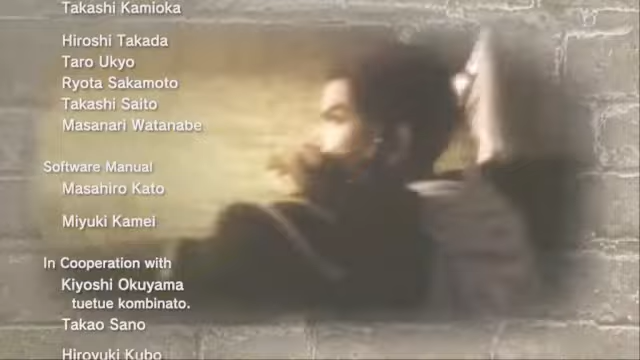 Takashi Kamioka
Hiroshi Takada
Taro Ukyo
Ryota Sakamoto
Takashi Saito
Masanari Watanabe
Software Manual
Masahiro Kato
Miyuki Kamei
In Cooperation with
Kiyoshi Okuyama
tuetue kombinato.
Takao Sano
Hiroyuki Kubo